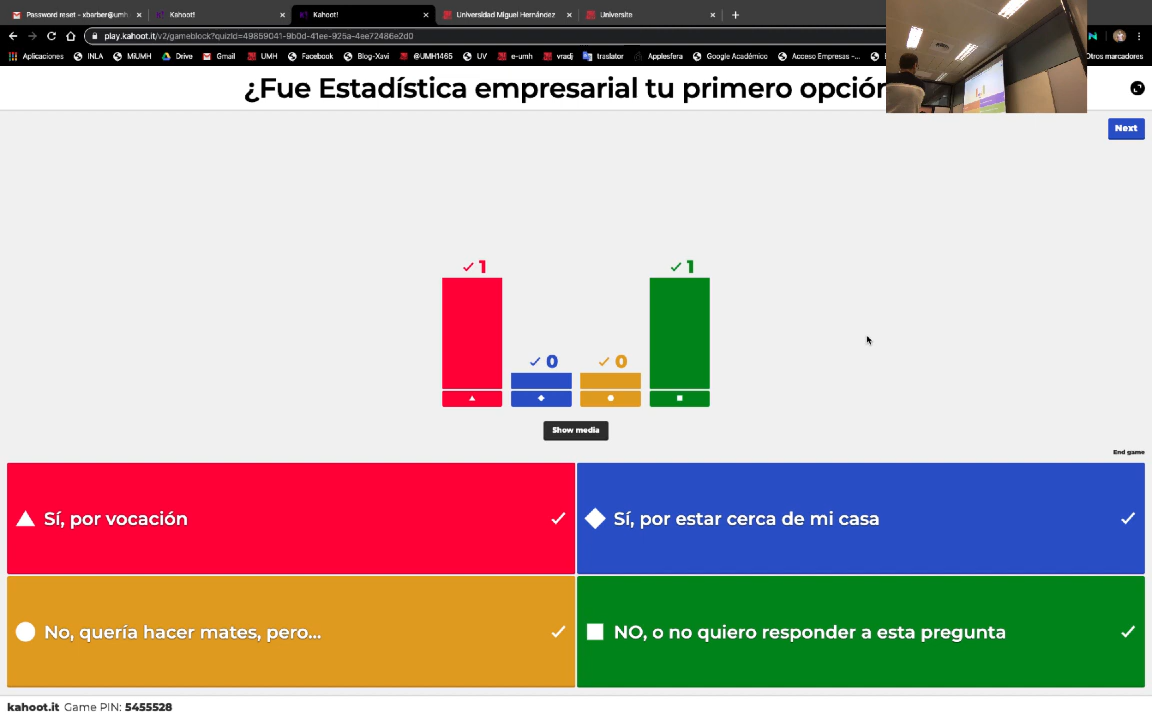 Password reset - xbarber@umh
Kahoot!
Kahoot!
Universidad Miguel Hernández
Universite
play.kahoot.it/v2/gameblock?quizId=49859041-9b0d-41ee-925a-4ee72486e2d0
Aplicaciones INLA MiUMH Drive Gmail UMH Facebook Blog-Xavi @UMH1465 UV e-umh vradj traslator Applesfera Google Académico Acceso Empresas -... Otros marcadores
¿Fue Estadística empresarial tu primero opción
Next
1
1
0
0
Show media
End game
Sí, por vocación
Sí, por estar cerca de mi casa
No, quería hacer mates, pero...
NO, o no quiero responder a esta pregunta
kahoot.it Game PIN: 5455528